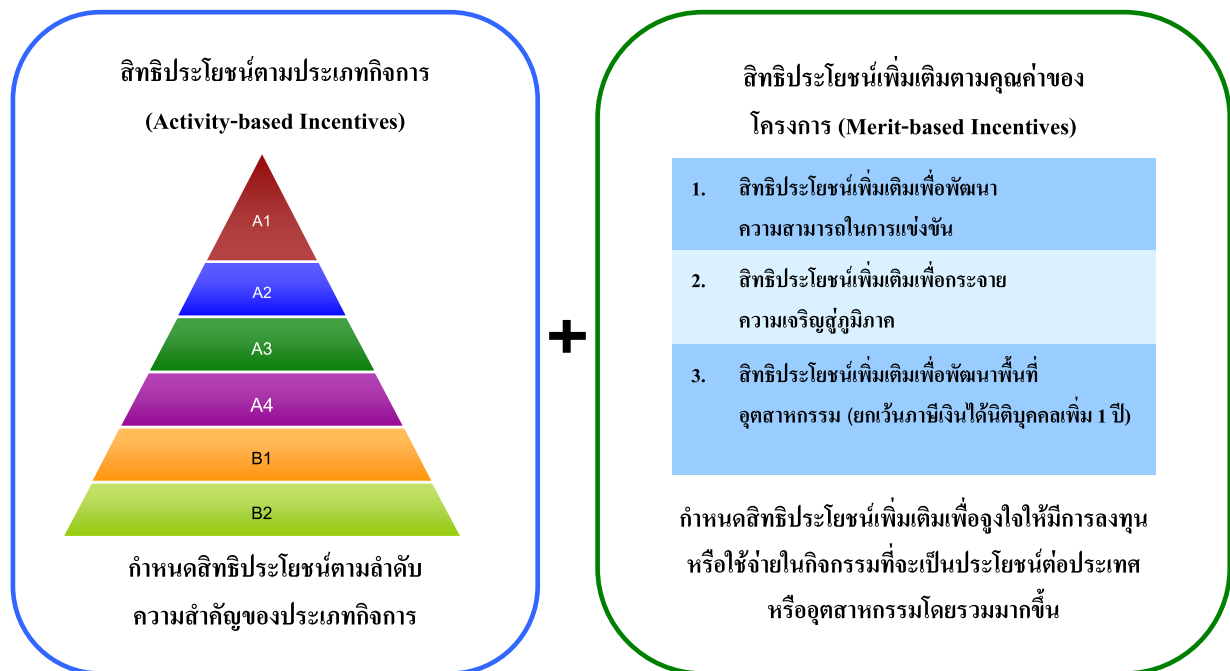 สิทธิประโยชน์ตามประเภทกิจการ
(Activity-based Incentives)
A1
A2
A3
A4
B1
B2
กำหนดสิทธิประโยชน์ตามลำดับ
ความสำคัญของประเภทกิจการ
+
สิทธิประโยชน์เพิ่มเติมตามคุณค่าของ
โครงการ (Merit-based Incentives)
1. สิทธิประโยชน์เพิ่มเติมเพื่อพัฒนา
ความสามารถในการแข่งขัน
2. สิทธิประโยชน์เพิ่มเติมเพื่อกระจาย
ความเจริญสู่ภูมิภาค
3. สิทธิประโยชน์เพิ่มเติมเพื่อพัฒนาพื้นที่
อุตสาหกรรม (ยกเว้นภาษีเงินได้นิติบุคคลเพิ่ม 1 ปี)
กำหนดสิทธิประโยชน์เพิ่มเติมเพื่อจูงใจให้มีการลงทุน
หรือใช้จ่ายในกิจกรรมที่จะเป็นประโยชน์ต่อประเทศ
หรืออุตสาหกรรมโดยรวมมากขึ้น